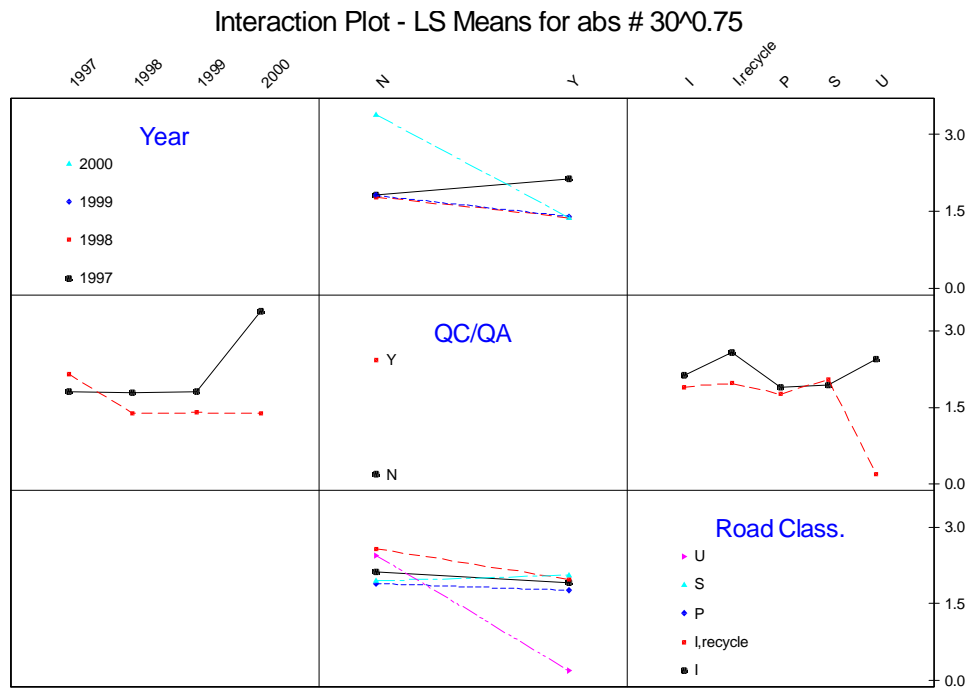 Interaction Plot - LS Means for abs # 30^0.75
1997 1998 1999 2000 N Y I I,recycle P S U
Year
2000
1999
1998
1997
3.0
1.5
0.0
QC/QA
Y
N
3.0
1.5
0.0
Road Class.
U
S
P
I,recycle
I
3.0
1.5
0.0